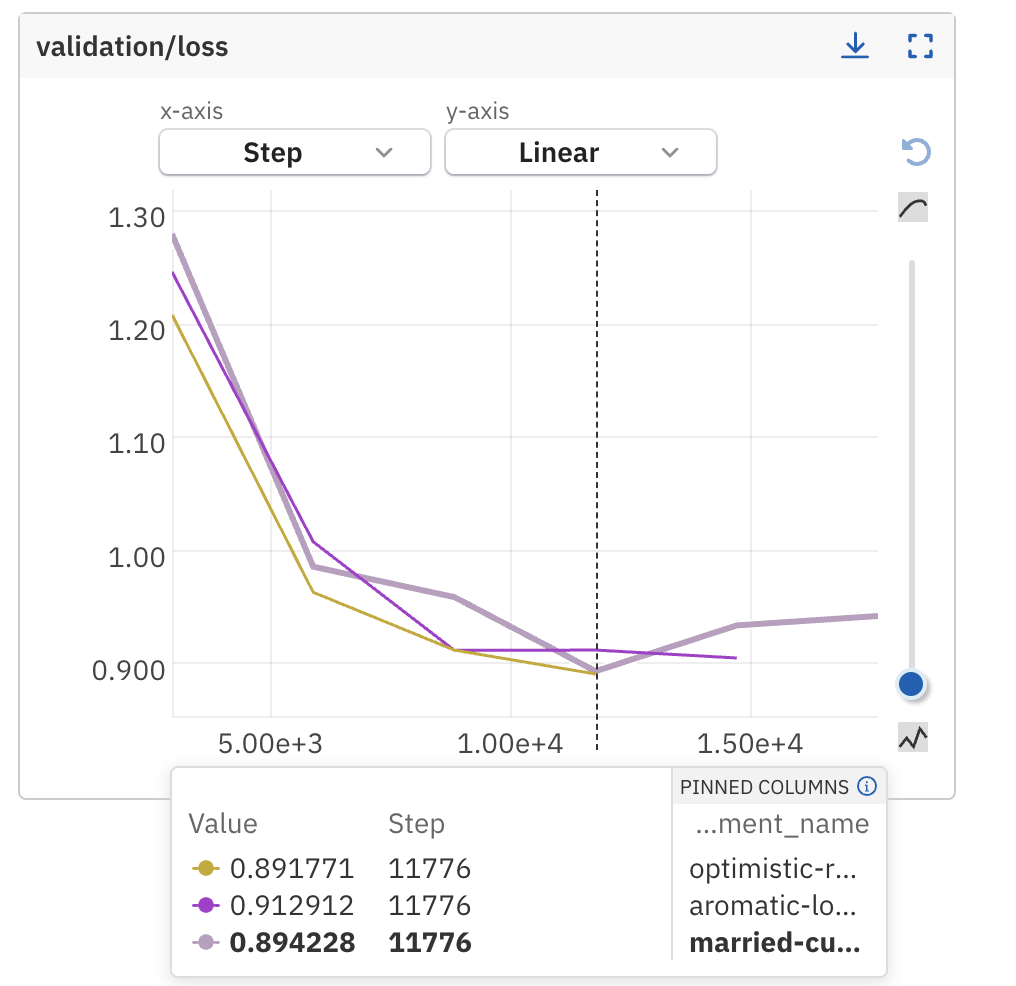 validation/loss
x-axis
y-axis
Step
Linear
1.30
1.20
1.10
1.00
0.900
5.00e+3
1.00e+4
1.50e+4
PINNED COLUMNS
Value Step ...ment_name
0.891771 11776 optimistic-r...
0.912912 11776 aromatic-lo...
0.894228 11776 married-cu...